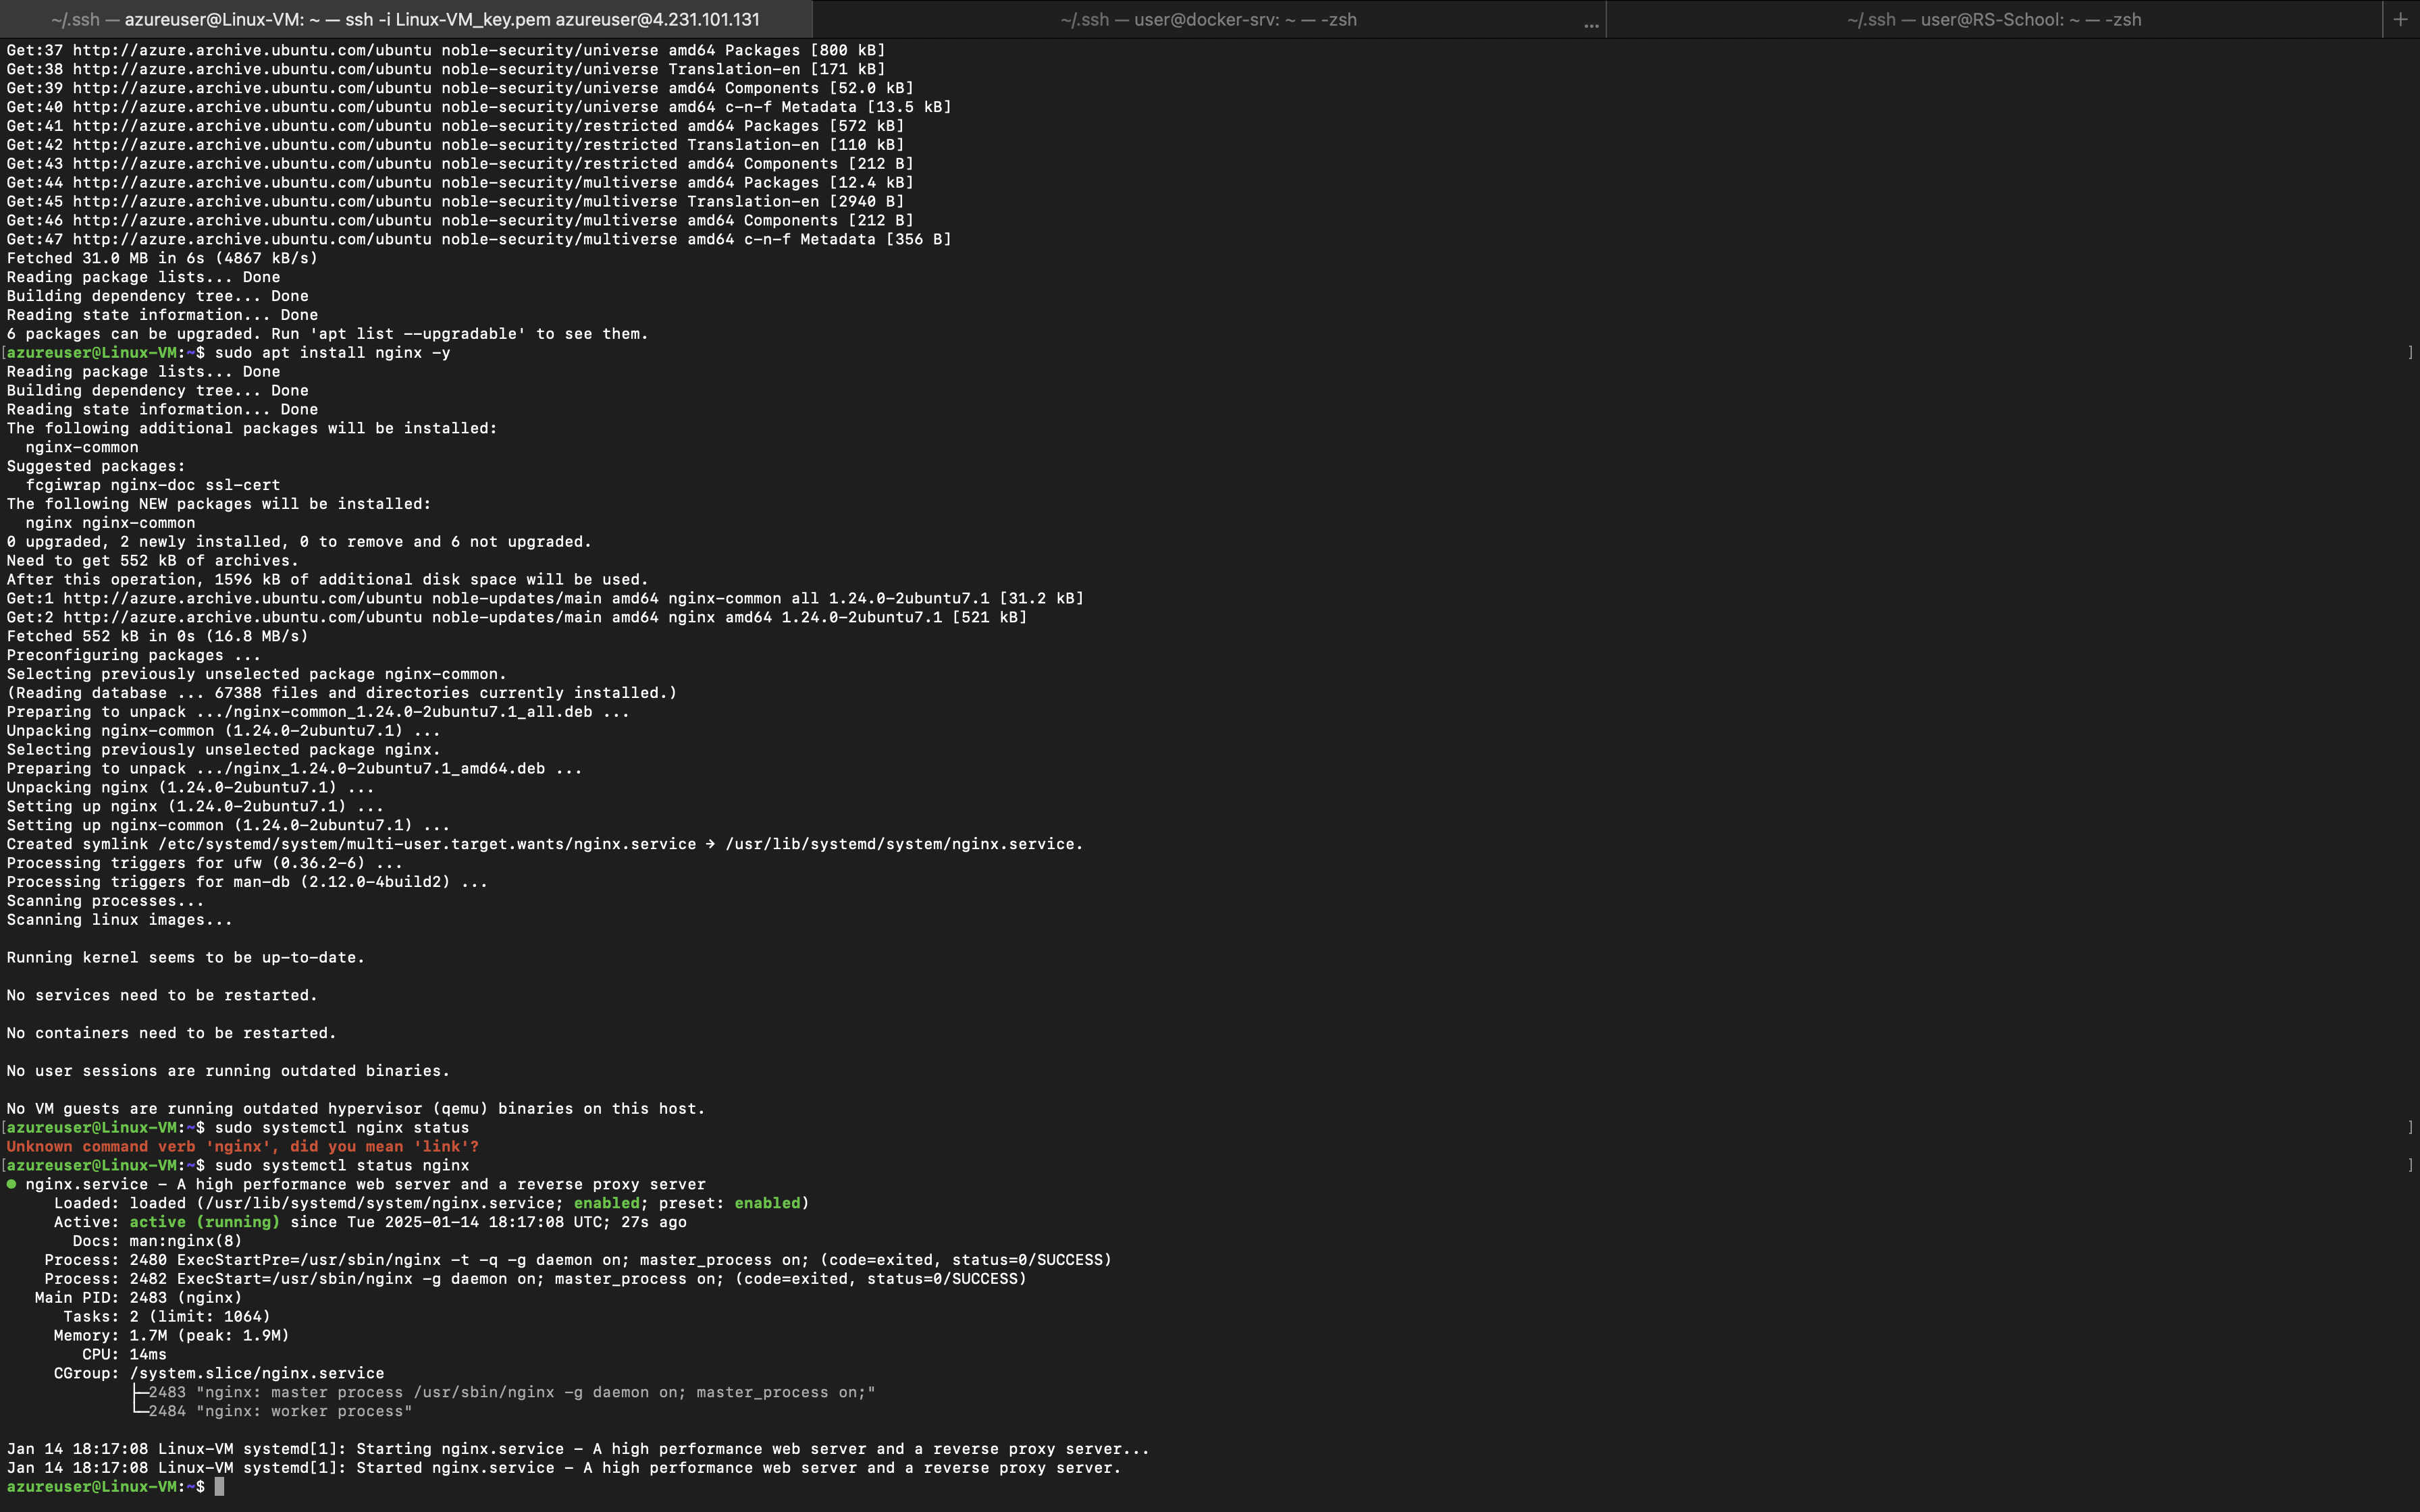 ~/.ssh — azureuser@Linux-VM: ~ — ssh -i Linux-VM_key.pem azureuser@4.231.101.131
~/.ssh — user@docker-srv: ~ — -zsh ...
~/.ssh — user@RS-School: ~ — -zsh +
Get:37 http://azure.archive.ubuntu.com/ubuntu noble-security/universe amd64 Packages [800 kB]
Get:38 http://azure.archive.ubuntu.com/ubuntu noble-security/universe Translation-en [171 kB]
Get:39 http://azure.archive.ubuntu.com/ubuntu noble-security/universe amd64 Components [52.0 kB]
Get:40 http://azure.archive.ubuntu.com/ubuntu noble-security/universe amd64 c-n-f Metadata [13.5 kB]
Get:41 http://azure.archive.ubuntu.com/ubuntu noble-security/restricted amd64 Packages [572 kB]
Get:42 http://azure.archive.ubuntu.com/ubuntu noble-security/restricted Translation-en [110 kB]
Get:43 http://azure.archive.ubuntu.com/ubuntu noble-security/restricted amd64 Components [212 B]
Get:44 http://azure.archive.ubuntu.com/ubuntu noble-security/multiverse amd64 Packages [12.4 kB]
Get:45 http://azure.archive.ubuntu.com/ubuntu noble-security/multiverse Translation-en [2940 B]
Get:46 http://azure.archive.ubuntu.com/ubuntu noble-security/multiverse amd64 Components [212 B]
Get:47 http://azure.archive.ubuntu.com/ubuntu noble-security/multiverse amd64 c-n-f Metadata [356 B]
Fetched 31.0 MB in 6s (4867 kB/s)
Reading package lists... Done
Building dependency tree... Done
Reading state information... Done
6 packages can be upgraded. Run 'apt list --upgradable' to see them.
[azureuser@Linux-VM:~$ sudo apt install nginx -y ]
Reading package lists... Done
Building dependency tree... Done
Reading state information... Done
The following additional packages will be installed:
  nginx-common
Suggested packages:
  fcgiwrap nginx-doc ssl-cert
The following NEW packages will be installed:
  nginx nginx-common
0 upgraded, 2 newly installed, 0 to remove and 6 not upgraded.
Need to get 552 kB of archives.
After this operation, 1596 kB of additional disk space will be used.
Get:1 http://azure.archive.ubuntu.com/ubuntu noble-updates/main amd64 nginx-common all 1.24.0-2ubuntu7.1 [31.2 kB]
Get:2 http://azure.archive.ubuntu.com/ubuntu noble-updates/main amd64 nginx amd64 1.24.0-2ubuntu7.1 [521 kB]
Fetched 552 kB in 0s (16.8 MB/s)
Preconfiguring packages ...
Selecting previously unselected package nginx-common.
(Reading database ... 67388 files and directories currently installed.)
Preparing to unpack .../nginx-common_1.24.0-2ubuntu7.1_all.deb ...
Unpacking nginx-common (1.24.0-2ubuntu7.1) ...
Selecting previously unselected package nginx.
Preparing to unpack .../nginx_1.24.0-2ubuntu7.1_amd64.deb ...
Unpacking nginx (1.24.0-2ubuntu7.1) ...
Setting up nginx (1.24.0-2ubuntu7.1) ...
Setting up nginx-common (1.24.0-2ubuntu7.1) ...
Created symlink /etc/systemd/system/multi-user.target.wants/nginx.service → /usr/lib/systemd/system/nginx.service.
Processing triggers for ufw (0.36.2-6) ...
Processing triggers for man-db (2.12.0-4build2) ...
Scanning processes...
Scanning linux images...
Running kernel seems to be up-to-date.
No services need to be restarted.
No containers need to be restarted.
No user sessions are running outdated binaries.
No VM guests are running outdated hypervisor (qemu) binaries on this host.
[azureuser@Linux-VM:~$ sudo systemctl nginx status ]
Unknown command verb 'nginx', did you mean 'link'?
[azureuser@Linux-VM:~$ sudo systemctl status nginx ]
● nginx.service - A high performance web server and a reverse proxy server
     Loaded: loaded (/usr/lib/systemd/system/nginx.service; enabled; preset: enabled)
     Active: active (running) since Tue 2025-01-14 18:17:08 UTC; 27s ago
       Docs: man:nginx(8)
    Process: 2480 ExecStartPre=/usr/sbin/nginx -t -q -g daemon on; master_process on; (code=exited, status=0/SUCCESS)
    Process: 2482 ExecStart=/usr/sbin/nginx -g daemon on; master_process on; (code=exited, status=0/SUCCESS)
   Main PID: 2483 (nginx)
      Tasks: 2 (limit: 1064)
     Memory: 1.7M (peak: 1.9M)
        CPU: 14ms
     CGroup: /system.slice/nginx.service
             ├─2483 "nginx: master process /usr/sbin/nginx -g daemon on; master_process on;"
             └─2484 "nginx: worker process"
Jan 14 18:17:08 Linux-VM systemd[1]: Starting nginx.service - A high performance web server and a reverse proxy server...
Jan 14 18:17:08 Linux-VM systemd[1]: Started nginx.service - A high performance web server and a reverse proxy server.
azureuser@Linux-VM:~$